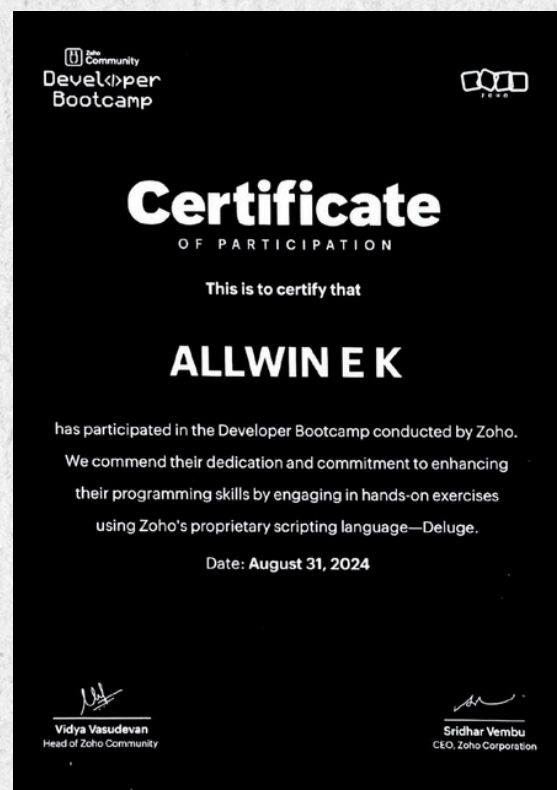 Zoho
Community
Devel<>per
Bootcamp
ZOHO
Certificate
OF PARTICIPATION
This is to certify that
ALLWIN E K
has participated in the Developer Bootcamp conducted by Zoho.
We commend their dedication and commitment to enhancing
their programming skills by engaging in hands-on exercises
using Zoho's proprietary scripting language—Deluge.
Date: August 31, 2024
Vidya Vasudevan
Head of Zoho Community
Sridhar Vembu
CEO, Zoho Corporation